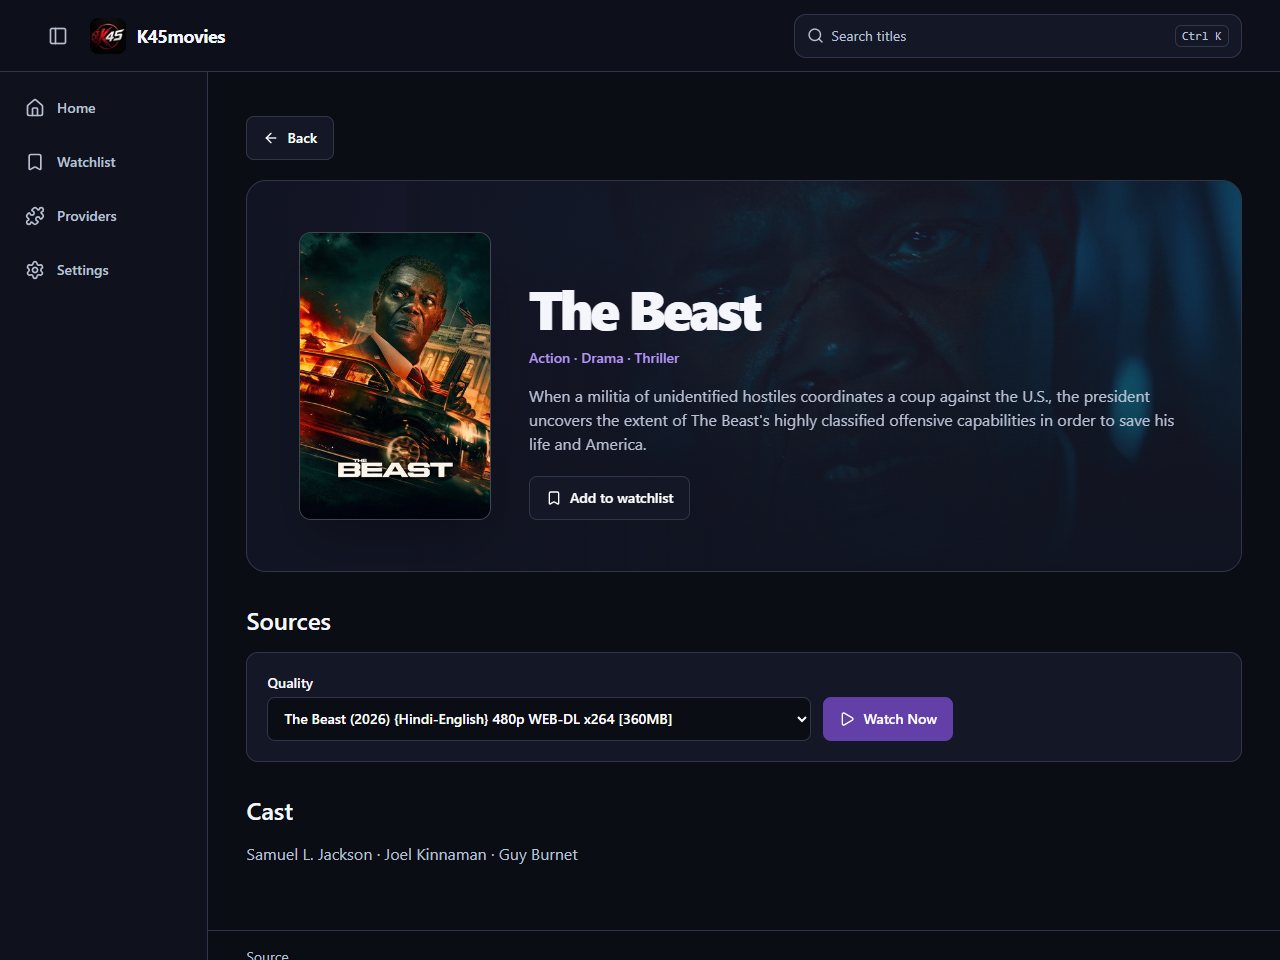 K45
K45movies
Search titles
Ctrl K
Home
Watchlist
Providers
Settings
Back
THE
BEAST
The Beast
Action · Drama · Thriller
When a militia of unidentified hostiles coordinates a coup against the U.S., the president
uncovers the extent of The Beast's highly classified offensive capabilities in order to save his
life and America.
Add to watchlist
Sources
Quality
The Beast (2026) {Hindi-English} 480p WEB-DL x264 [360MB]
Watch Now
Cast
Samuel L. Jackson · Joel Kinnaman · Guy Burnet
Source